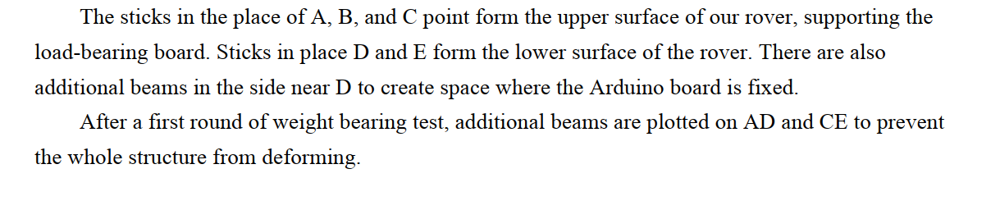 The sticks in the place of A, B, and C point form the upper surface of our rover, supporting the
load-bearing board. Sticks in place D and E form the lower surface of the rover. There are also
additional beams in the side near D to create space where the Arduino board is fixed.
After a first round of weight bearing test, additional beams are plotted on AD and CE to prevent
the whole structure from deforming.